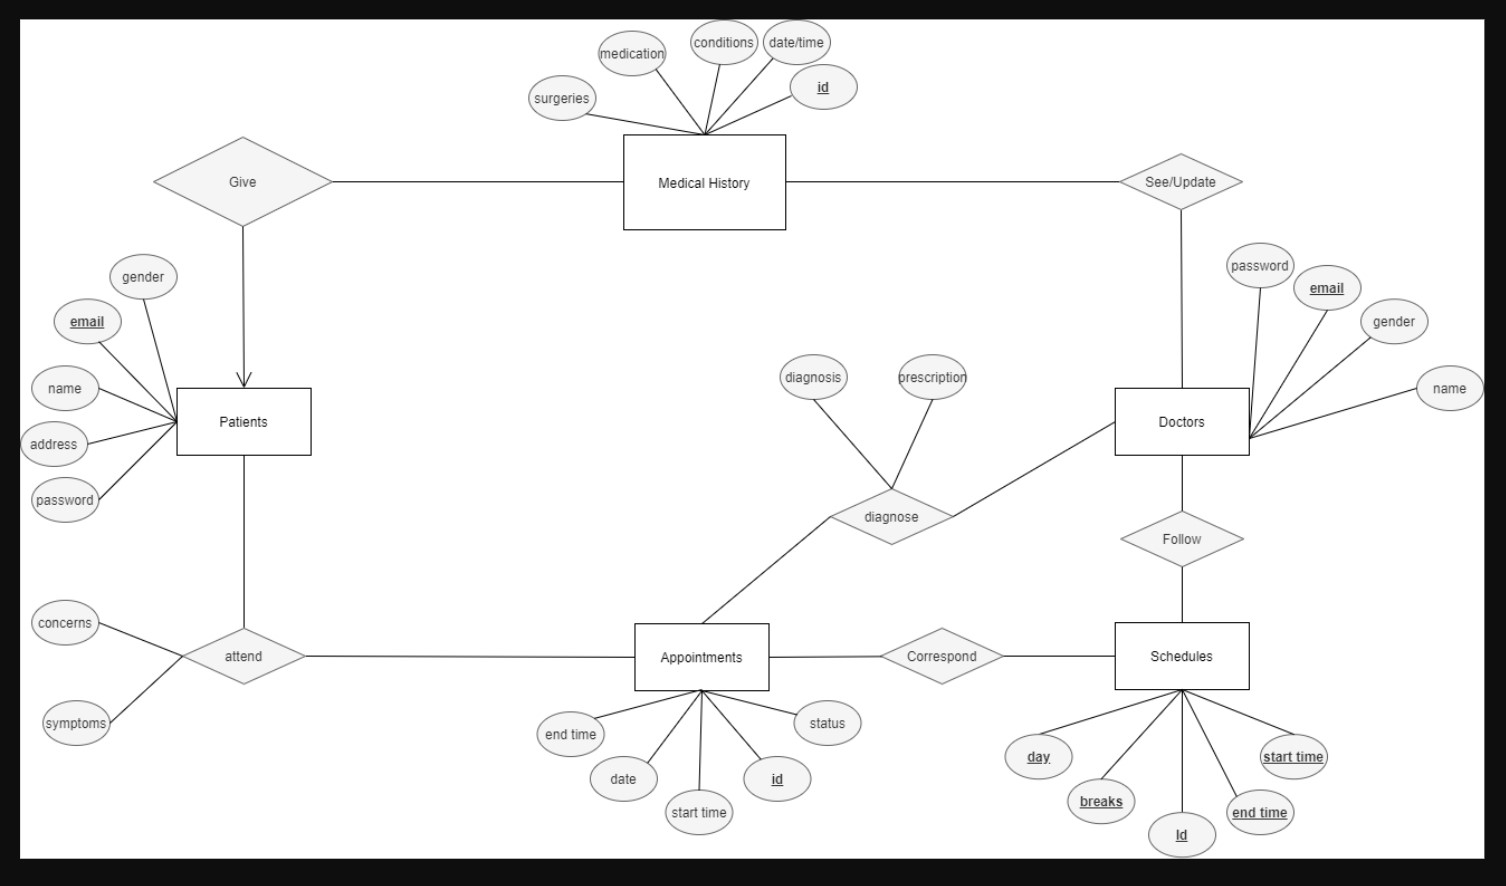 conditions
date/time
medication
id
surgeries
Give
Medical History
See/Update
gender
password
email
email
gender
name
name
diagnosis
prescription
Patients
Doctors
address
password
diagnose
Follow
concerns
attend
Appointments
Correspond
Schedules
symptoms
end time
status
date
id
start time
day
start time
breaks
end time
Id